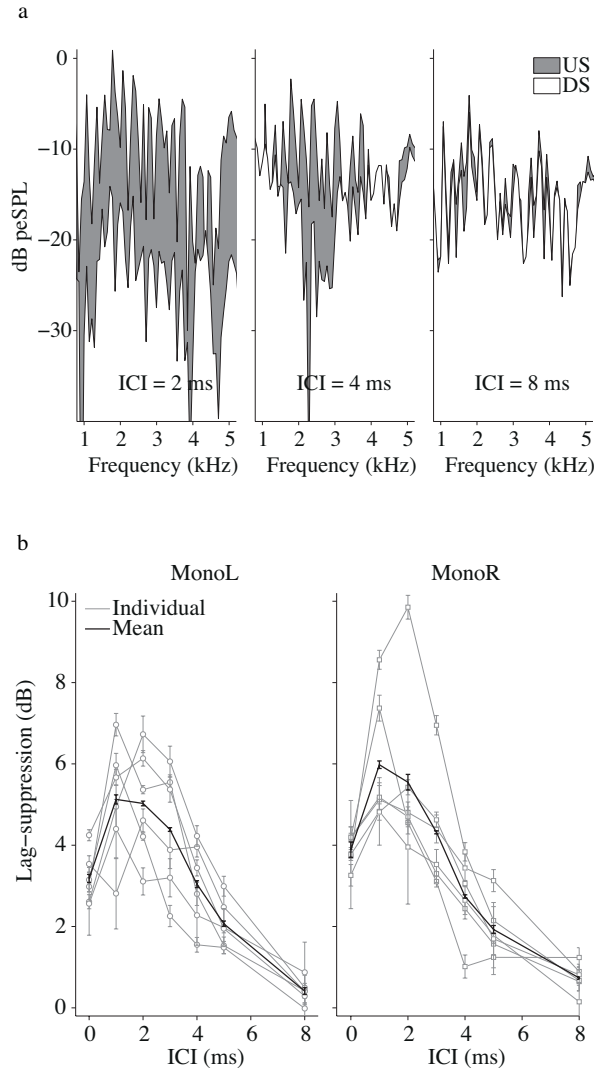 a
US
DS
0
−10
−20
−30
dB peSPL
ICI = 2 ms
ICI = 4 ms
ICI = 8 ms
1 2 3 4 5
1 2 3 4 5
1 2 3 4 5
Frequency (kHz)
Frequency (kHz)
Frequency (kHz)
b
MonoL
MonoR
Individual
Mean
10
8
6
4
2
0
Lag−suppression (dB)
0 2 4 6 8
0 2 4 6 8
ICI (ms)
ICI (ms)